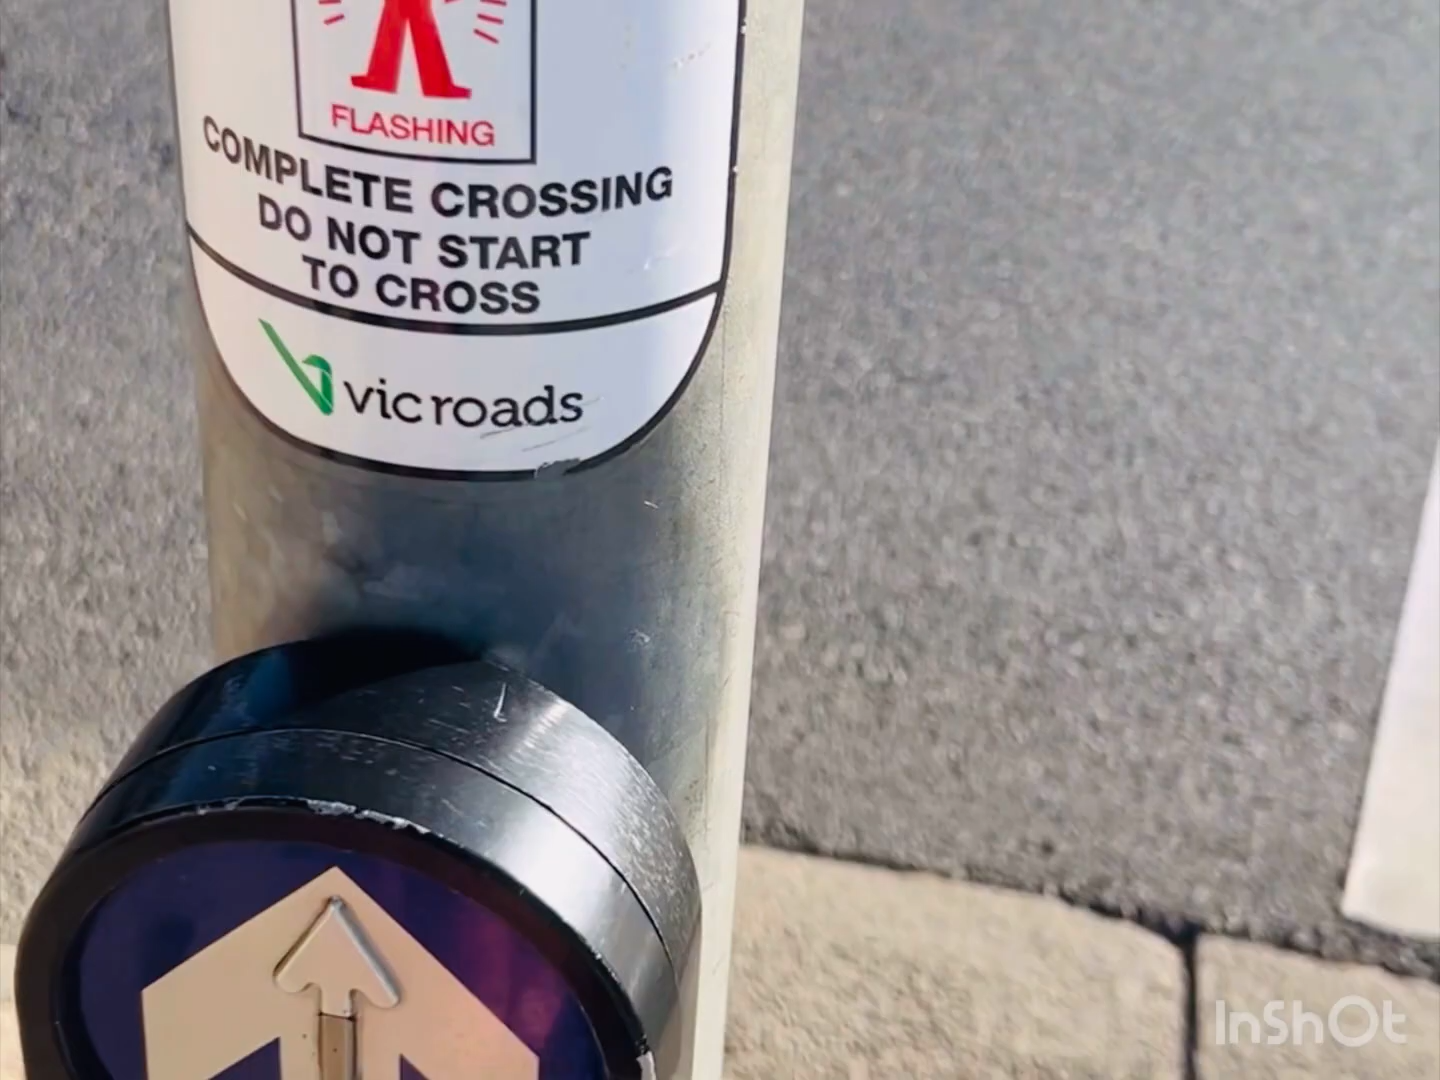 FLASHING
COMPLETE CROSSING
DO NOT START
TO CROSS
vicroads
InShOt